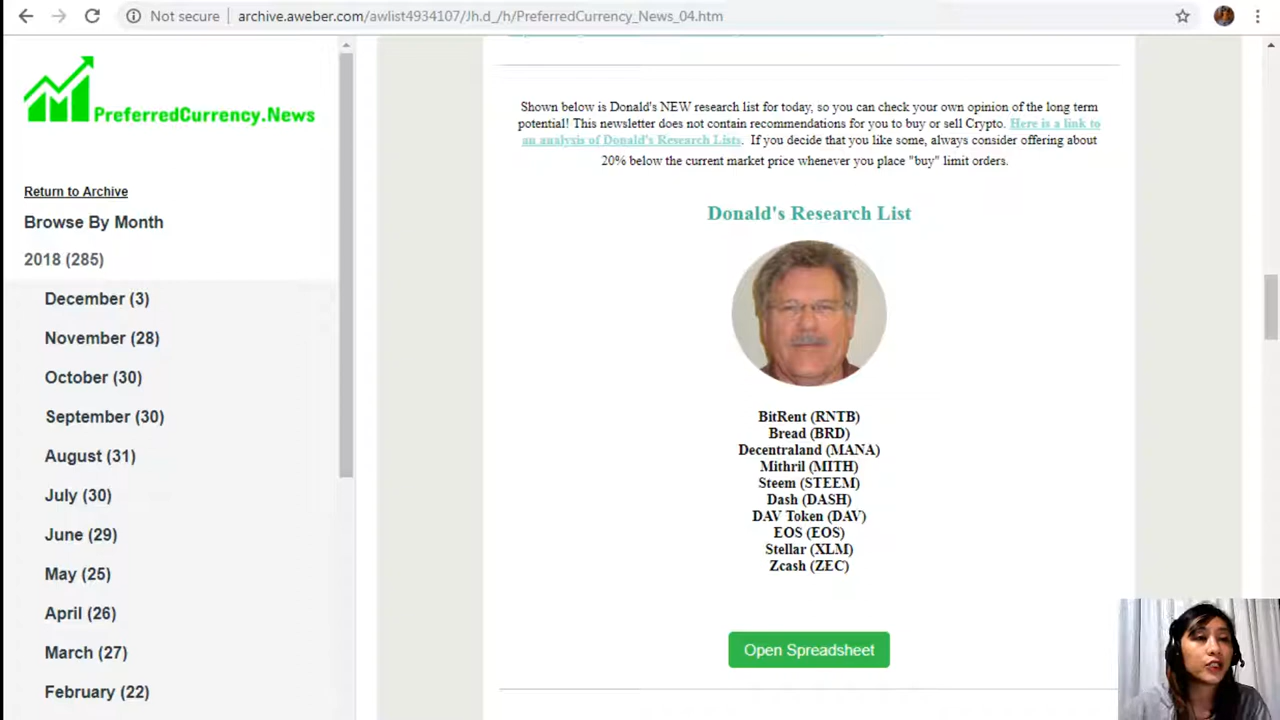 Not secure
archive.aweber.com/awlist4934107/Jh.d_/h/PreferredCurrency_News_04.htm
PreferredCurrency.News
Return to Archive
Browse By Month
2018 (285)
December (3)
November (28)
October (30)
September (30)
August (31)
July (30)
June (29)
May (25)
April (26)
March (27)
February (22)
Shown below is Donald's NEW research list for today, so you can check your own opinion of the long term
potential! This newsletter does not contain recommendations for you to buy or sell Crypto. Here is a link to
an analysis of Donald's Research Lists. If you decide that you like some, always consider offering about
20% below the current market price whenever you place "buy" limit orders.
Donald's Research List
BitRent (RNTB)
Bread (BRD)
Decentraland (MANA)
Mithril (MITH)
Steem (STEEM)
Dash (DASH)
DAV Token (DAV)
EOS (EOS)
Stellar (XLM)
Zcash (ZEC)
Open Spreadsheet